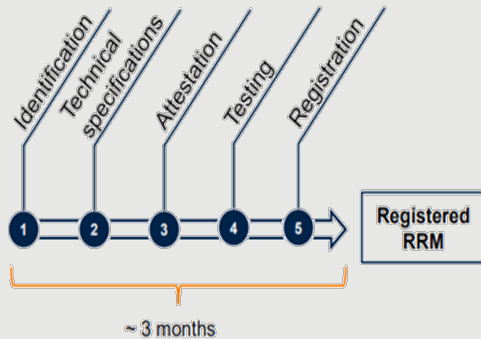 Identification
Technical
specifications
Attestation
Testing
Registration
1
2
3
4
5
Registered
RRM
~ 3 months